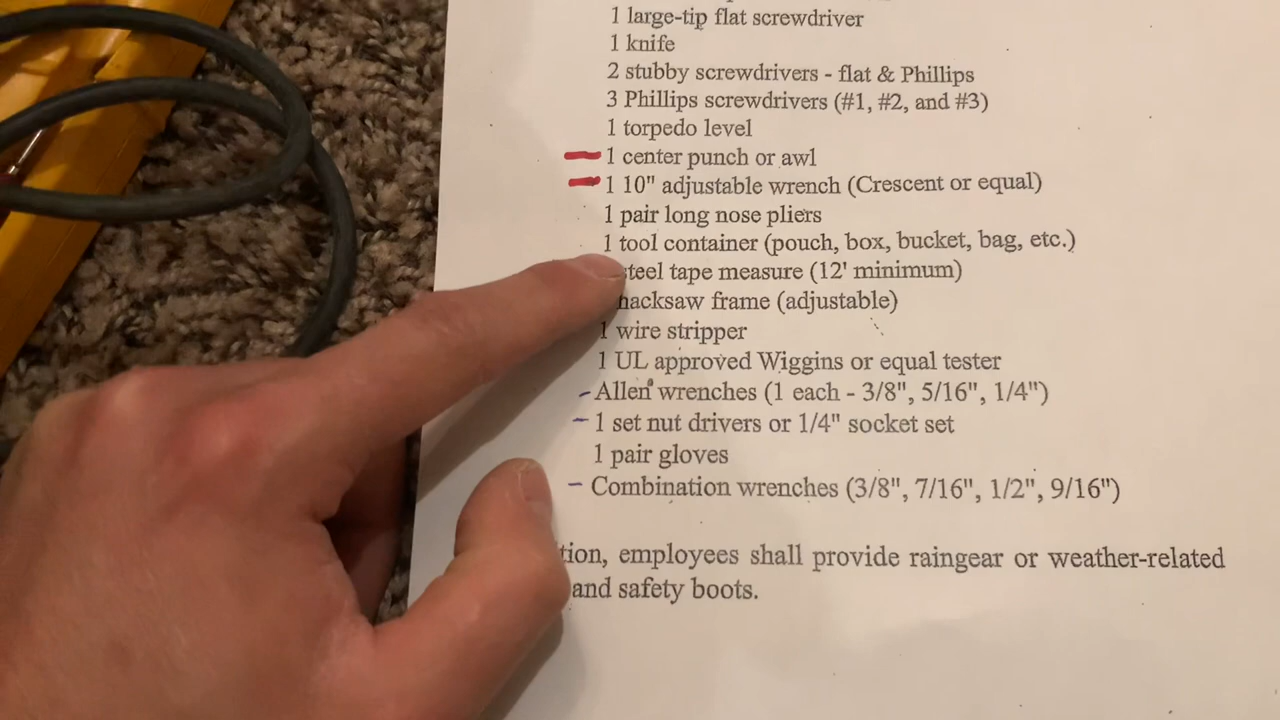 1 large-tip flat screwdriver
1 knife
2 stubby screwdrivers - flat & Phillips
3 Phillips screwdrivers (#1, #2, and #3)
1 torpedo level
1 center punch or awl
1 10" adjustable wrench (Crescent or equal)
1 pair long nose pliers
1 tool container (pouch, box, bucket, bag, etc.)
steel tape measure (12' minimum)
hacksaw frame (adjustable)
1 wire stripper
1 UL approved Wiggins or equal tester
- Allen wrenches (1 each - 3/8", 5/16", 1/4")
- 1 set nut drivers or 1/4" socket set
1 pair gloves
- Combination wrenches (3/8", 7/16", 1/2", 9/16")
tion, employees shall provide raingear or weather-related
and safety boots.